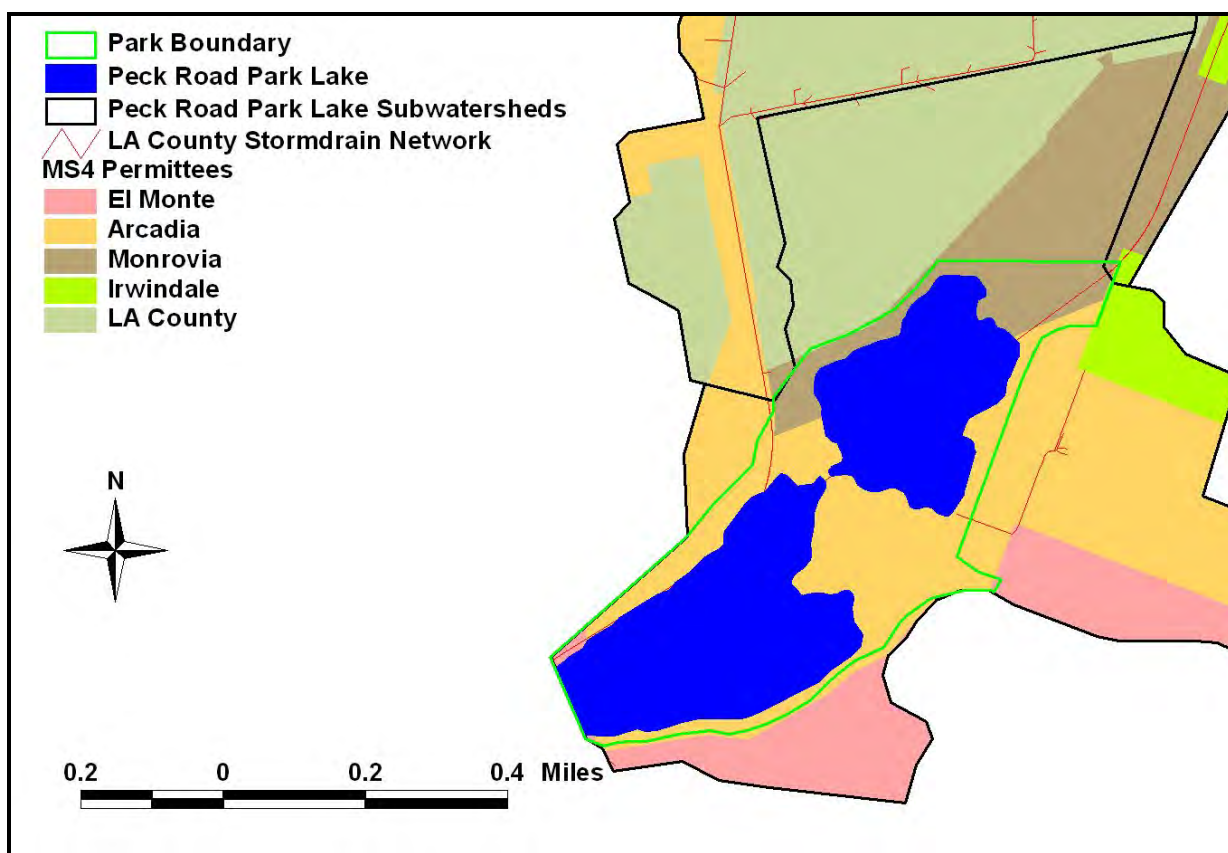 Park Boundary
Peck Road Park Lake
Peck Road Park Lake Subwatersheds
LA County Stormdrain Network
MS4 Permittees
El Monte
Arcadia
Monrovia
Irwindale
LA County
N
0.2 0 0.2 0.4 Miles